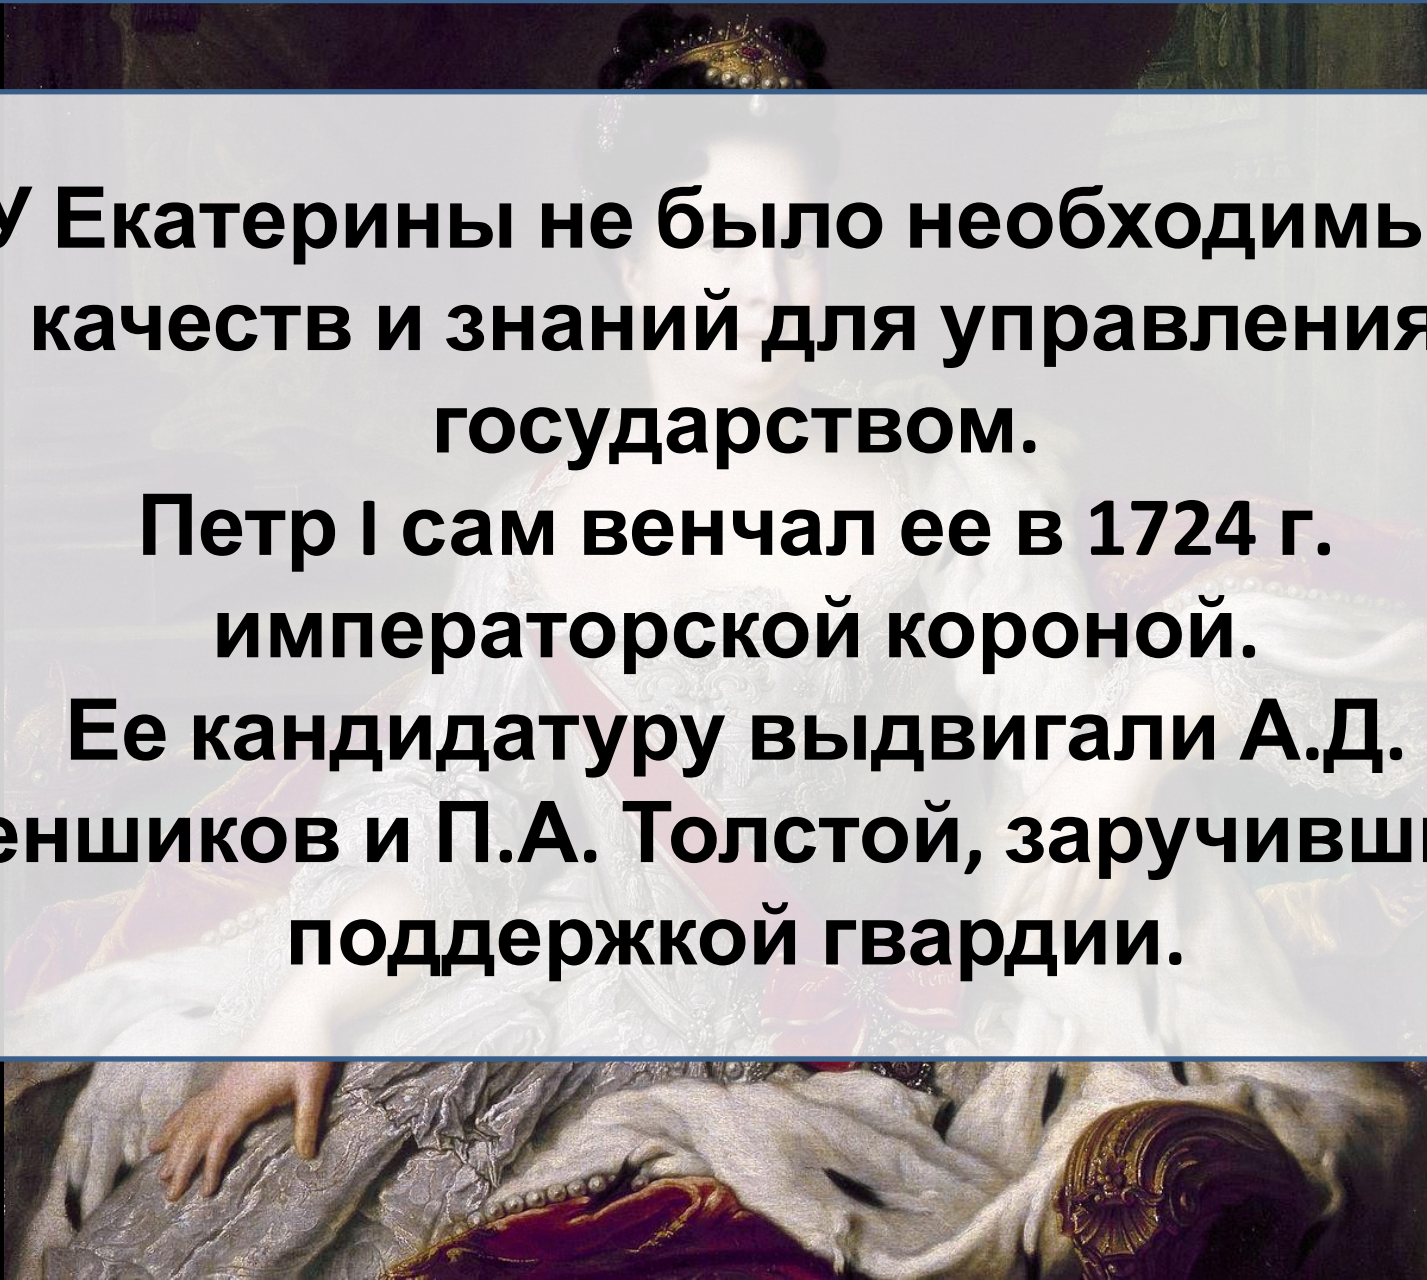 У Екатерины не было необходимы
качеств и знаний для управления
государством.
Петр I сам венчал ее в 1724 г.
императорской короной.
Ее кандидатуру выдвигали А.Д.
еншиков и П.А. Толстой, заручивш
поддержкой гвардии.